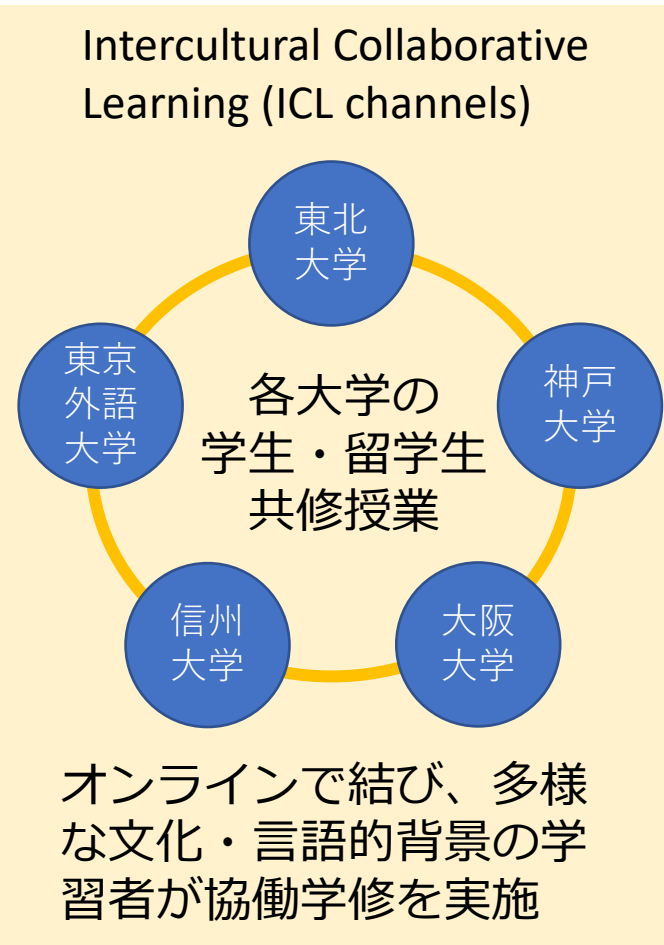 Intercultural Collaborative
Learning (ICL channels)
東北
大学
東京
外語
大学
各大学の
学生・留学生
共修授業
神戸
大学
信州
大学
大阪
大学
オンラインで結び、多様
な文化・言語的背景の学
習者が協働学修を実施